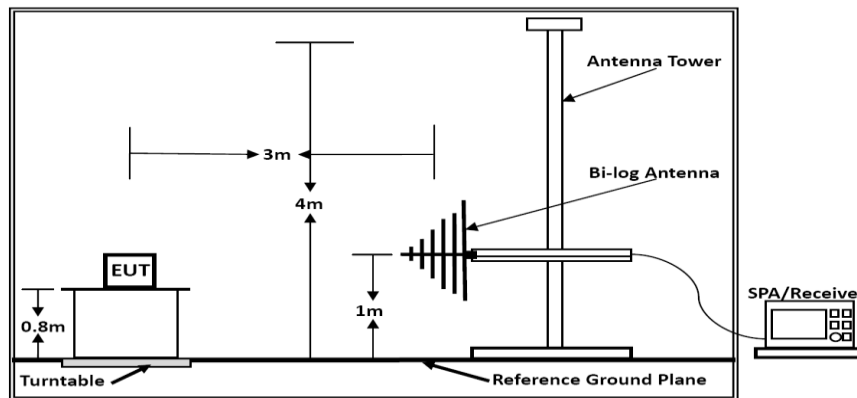 Antenna Tower
3m
Bi-log Antenna
4m
EUT
1m
0.8m
SPA/Receive
Turntable
Reference Ground Plane